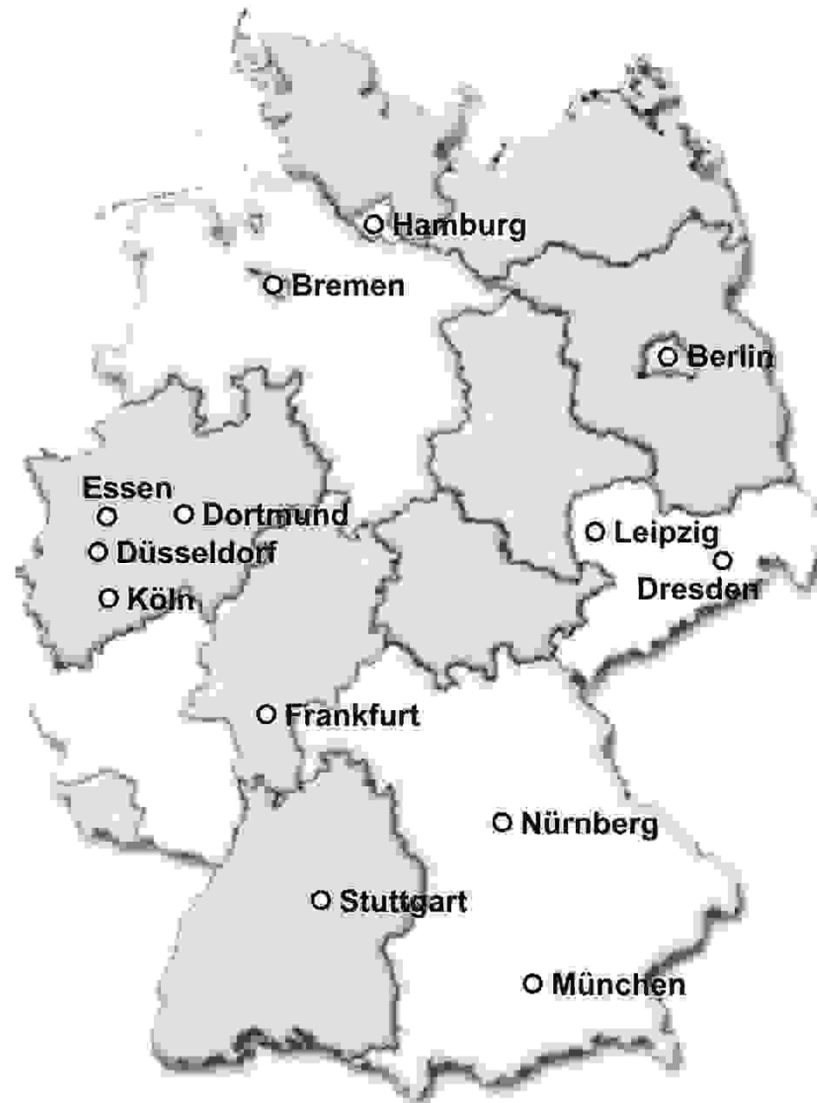 Hamburg
Bremen
Berlin
Essen
Dortmund
Leipzig
Düsseldorf
Dresden
Köln
Frankfurt
Nürnberg
Stuttgart
München